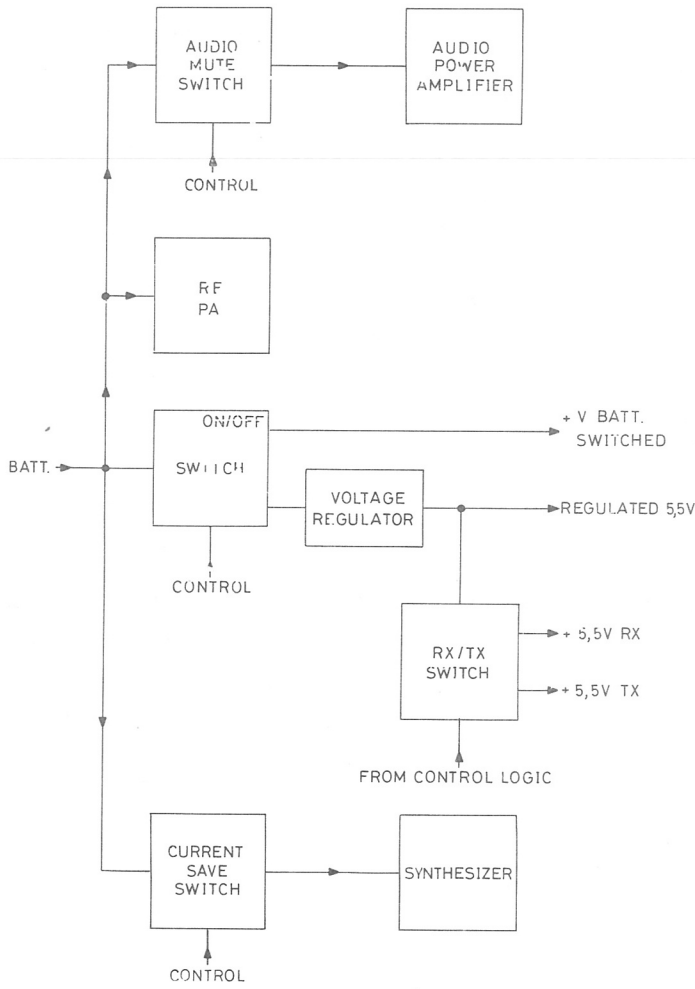 AUDIO
MUTE
SWITCH
AUDIO
POWER
AMPLIFIER
CONTROL
RF
PA
ON/OFF
SWITCH
BATT.
+ V BATT.
SWITCHED
VOLTAGE
REGULATOR
REGULATED 5,5V
CONTROL
RX/TX
SWITCH
+ 5,5V RX
+ 5,5V TX
FROM CONTROL LOGIC
CURRENT
SAVE
SWITCH
SYNTHESIZER
CONTROL